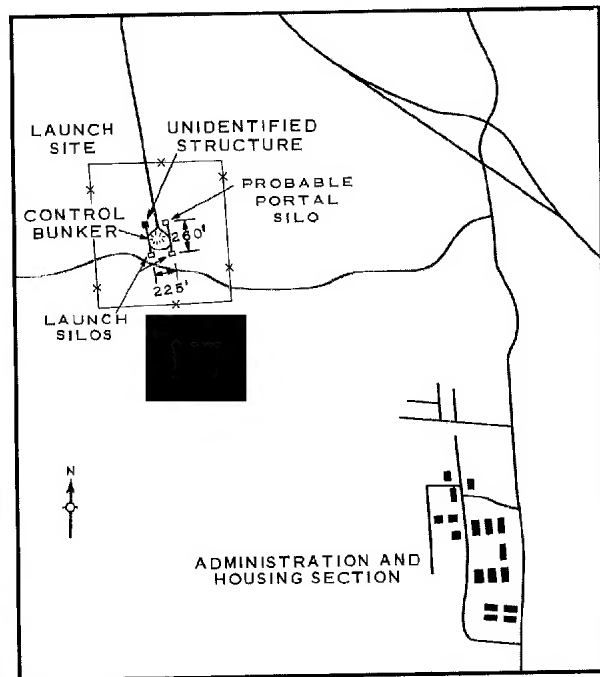 LAUNCH
SITE
UNIDENTIFIED
STRUCTURE
CONTROL
BUNKER
PROBABLE
PORTAL
SILO
260'
225'
LAUNCH
SILOS
N
ADMINISTRATION AND
HOUSING SECTION